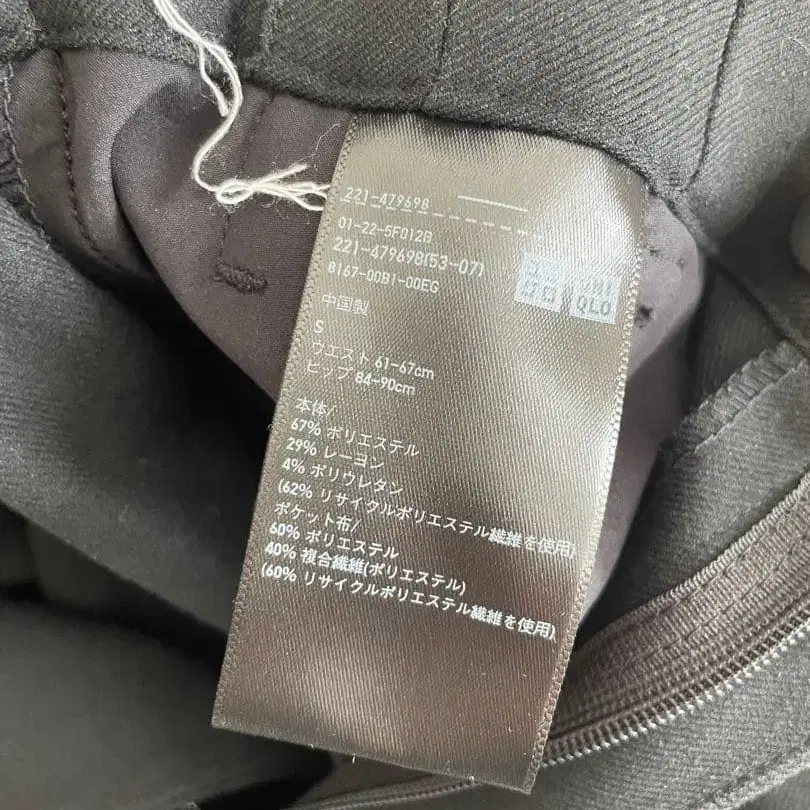 221-479698
01-22-5F012B
221-479698(53-07)
8167-00B1-00EG
ユニ
クロ
UNI
QLO
中国製
S
ウエスト 61-67cm
ヒップ 84-90cm
本体/
67% ポリエステル
29% レーヨン
4% ポリウレタン
(62% リサイクルポリエステル繊維を使用)
ポケット布/
60% ポリエステル
40% 複合繊維(ポリエステル)
(60% リサイクルポリエステル繊維を使用)